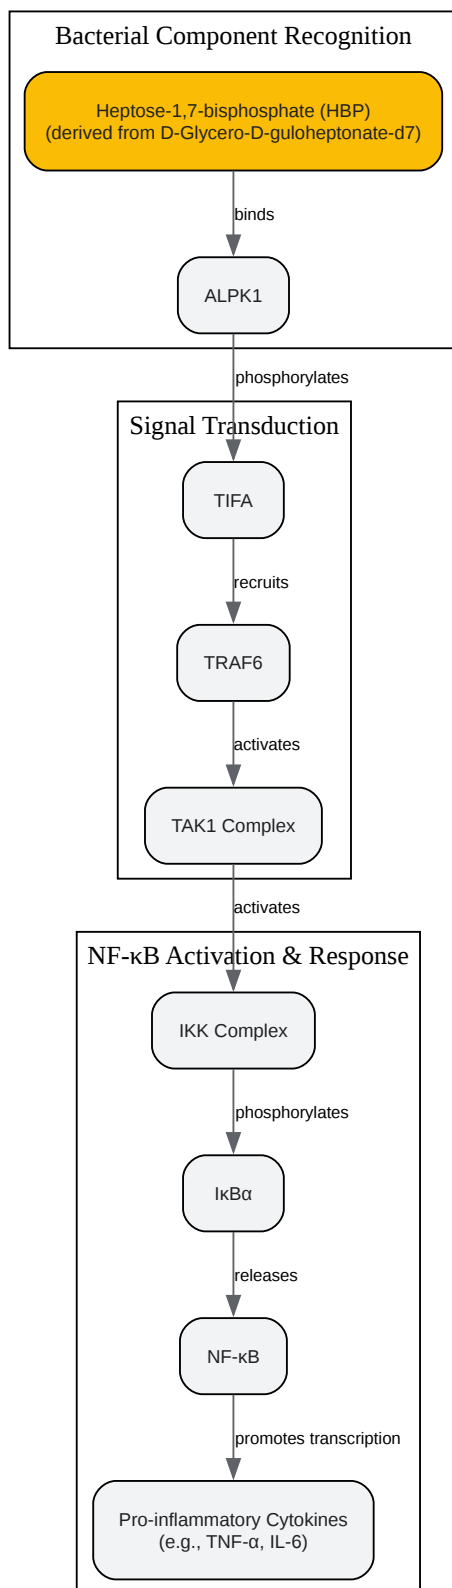 Bacterial Component Recognition
Heptose-1,7-bisphosphate (HBP)
(derived from D-Glycero-D-guloheptonate-d7)
binds
ALPK1
phosphorylates
Signal Transduction
TIFA
recruits
TRAF6
activates
TAK1 Complex
activates
NF-κB Activation & Response
IKK Complex
phosphorylates
IκBα
releases
NF-κB
promotes transcription
Pro-inflammatory Cytokines
(e.g., TNF-α, IL-6)